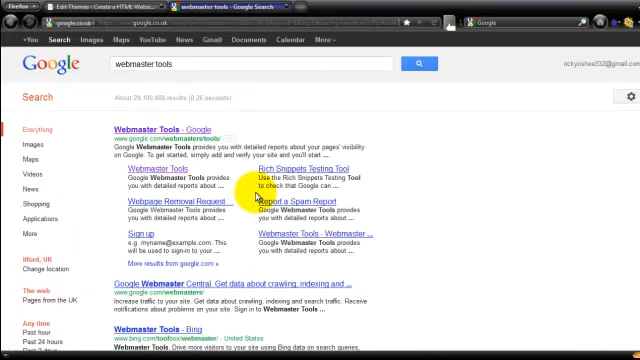 Firefox
Edit Themes - Create a HTML Websi...
webmaster tools - Google Search
www.google.co.uk
Google
You Search Images Maps YouTube News Gmail Documents Calendar More
Google
webmaster tools
rickyoshea332@gmail.com
Search
About 29,100,000 results (0.26 seconds)
Everything
Images
Maps
Videos
News
Shopping
Applications
More
Ilford, UK
Change location
The web
Pages from the UK
Any time
Past hour
Past 24 hours
Past 2 days
Webmaster Tools - Google
www.google.com/webmasters/tools/
Google Webmaster Tools provides you with detailed reports about your pages' visibility
on Google. To get started, simply add and verify your site and you'll start ...
Webmaster Tools
Google Webmaster Tools provides
you with detailed reports about ...
Rich Snippets Testing Tool
Use the Rich Snippets Testing Tool
to check that Google can ...
Webpage Removal Request ...
Google Webmaster Tools provides
you with detailed reports about ...
Report a Spam Report
Google Webmaster Tools provides
you with detailed reports about ...
Sign up
e.g. myname@example.com. This
will be used to sign-in to your ...
Webmaster Tools - Webmaster ...
Google Webmaster Tools provides
you with detailed reports about ...
More results from google.com »
Google Webmaster Central. Get data about crawling, indexing and ...
www.google.com/webmasters/
Increase traffic to your site. Get data about crawling, indexing and search traffic. Receive
notifications about problems on your site. Sign in to Webmaster Tools ...
Webmaster Tools - Bing
www.bing.com/toolbox/webmaster - United States
Webmaster Tools. Drive more visitors to your site using Bing data on search queries,